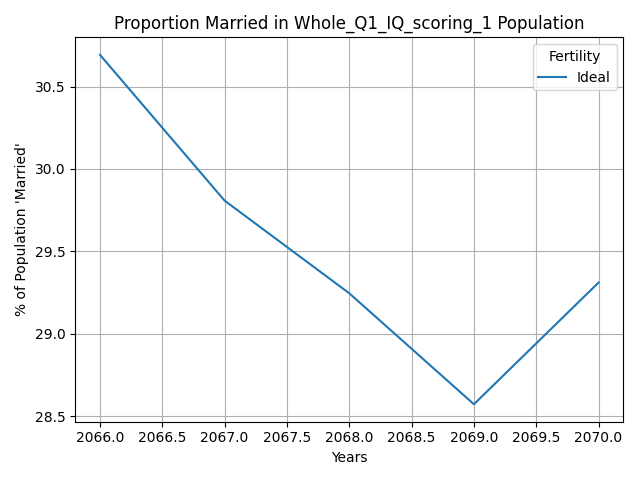 Proportion Married in Whole_Q1_IQ_scoring_1 Population
Fertility
Ideal
% of Population 'Married'
30.5
30.0
29.5
29.0
28.5
2066.0 2066.5 2067.0 2067.5 2068.0 2068.5 2069.0 2069.5 2070.0
Years